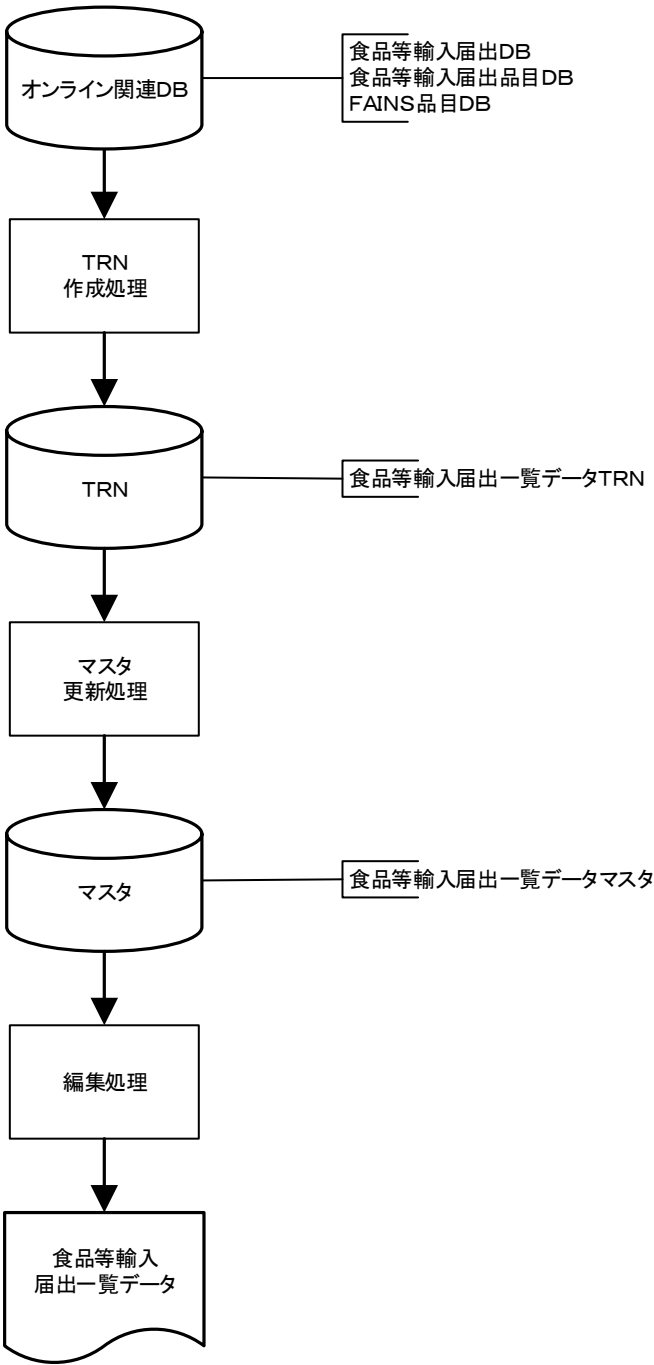 オンライン関連DB
食品等輸入届出DB
食品等輸入届出品目DB
FAINS品目DB
TRN
作成処理
TRN
食品等輸入届出一覧データTRN
マスタ
更新処理
マスタ
食品等輸入届出一覧データマスタ
編集処理
食品等輸入
届出一覧データ